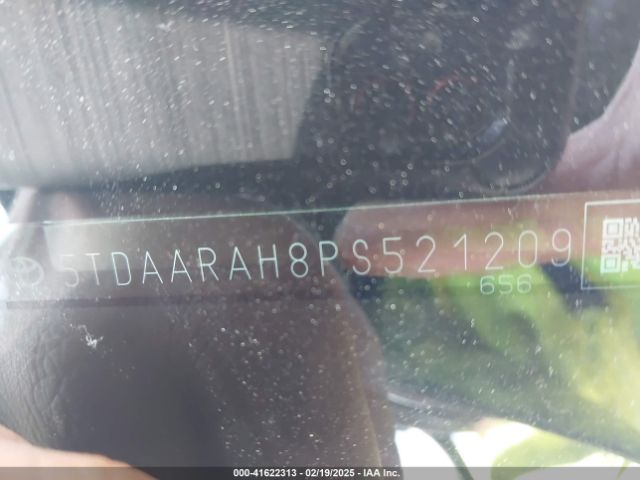 5TDAARAH8PS521209
656
000-41622313 - 02/19/2025 - IAA Inc.